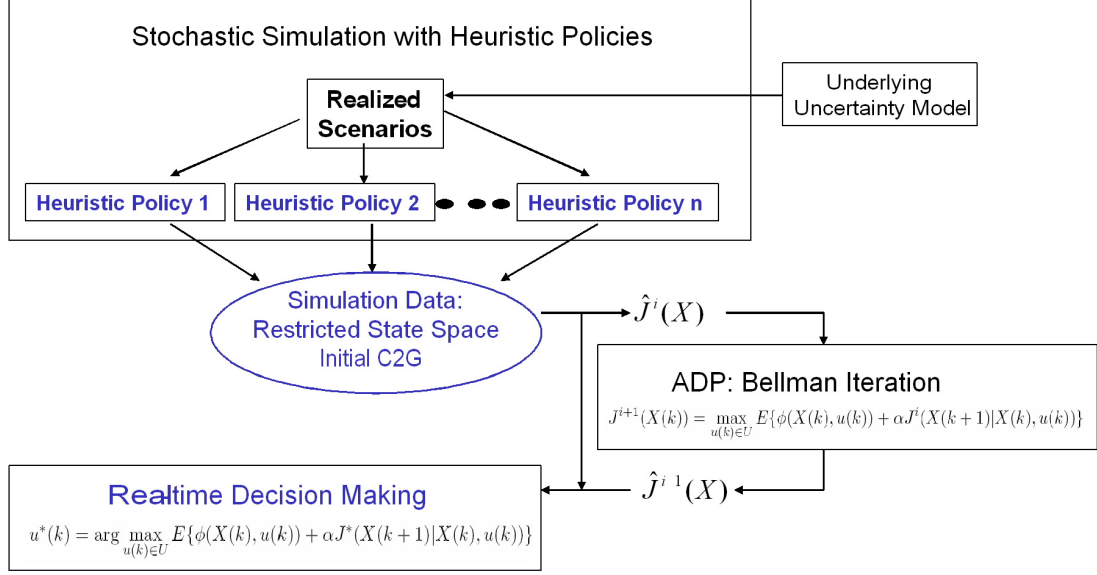 Stochastic Simulation with Heuristic Policies
Underlying
Uncertainty Model
Realized
Scenarios
Heuristic Policy 1
Heuristic Policy 2
Heuristic Policy n
Simulation Data:
Restricted State Space
Initial C2G
Ĵ^i(X)
ADP: Bellman Iteration
J^{i+1}(X(k)) = max_{u(k)∈U} E{ϕ(X(k), u(k)) + αJ^i(X(k+1)|X(k), u(k))}
Ĵ^{i 1}(X)
Realtime Decision Making
u*(k) = arg max_{u(k)∈U} E{ϕ(X(k), u(k)) + αJ*(X(k+1)|X(k), u(k))}